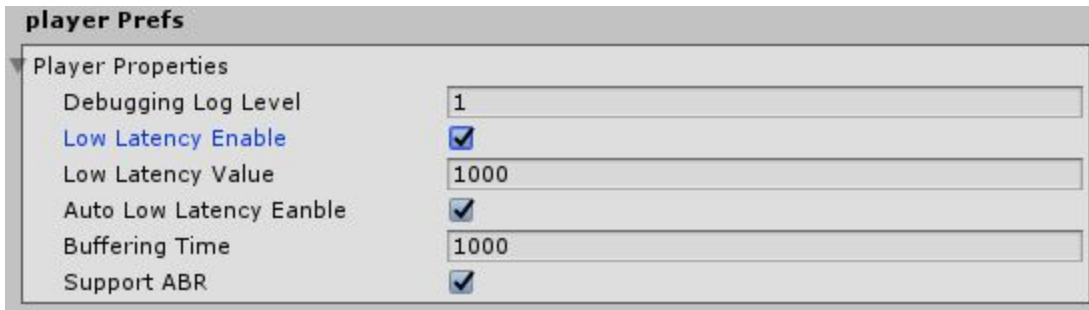 player Prefs
Player Properties
Debugging Log Level 1
Low Latency Enable
Low Latency Value 1000
Auto Low Latency Eanble
Buffering Time 1000
Support ABR